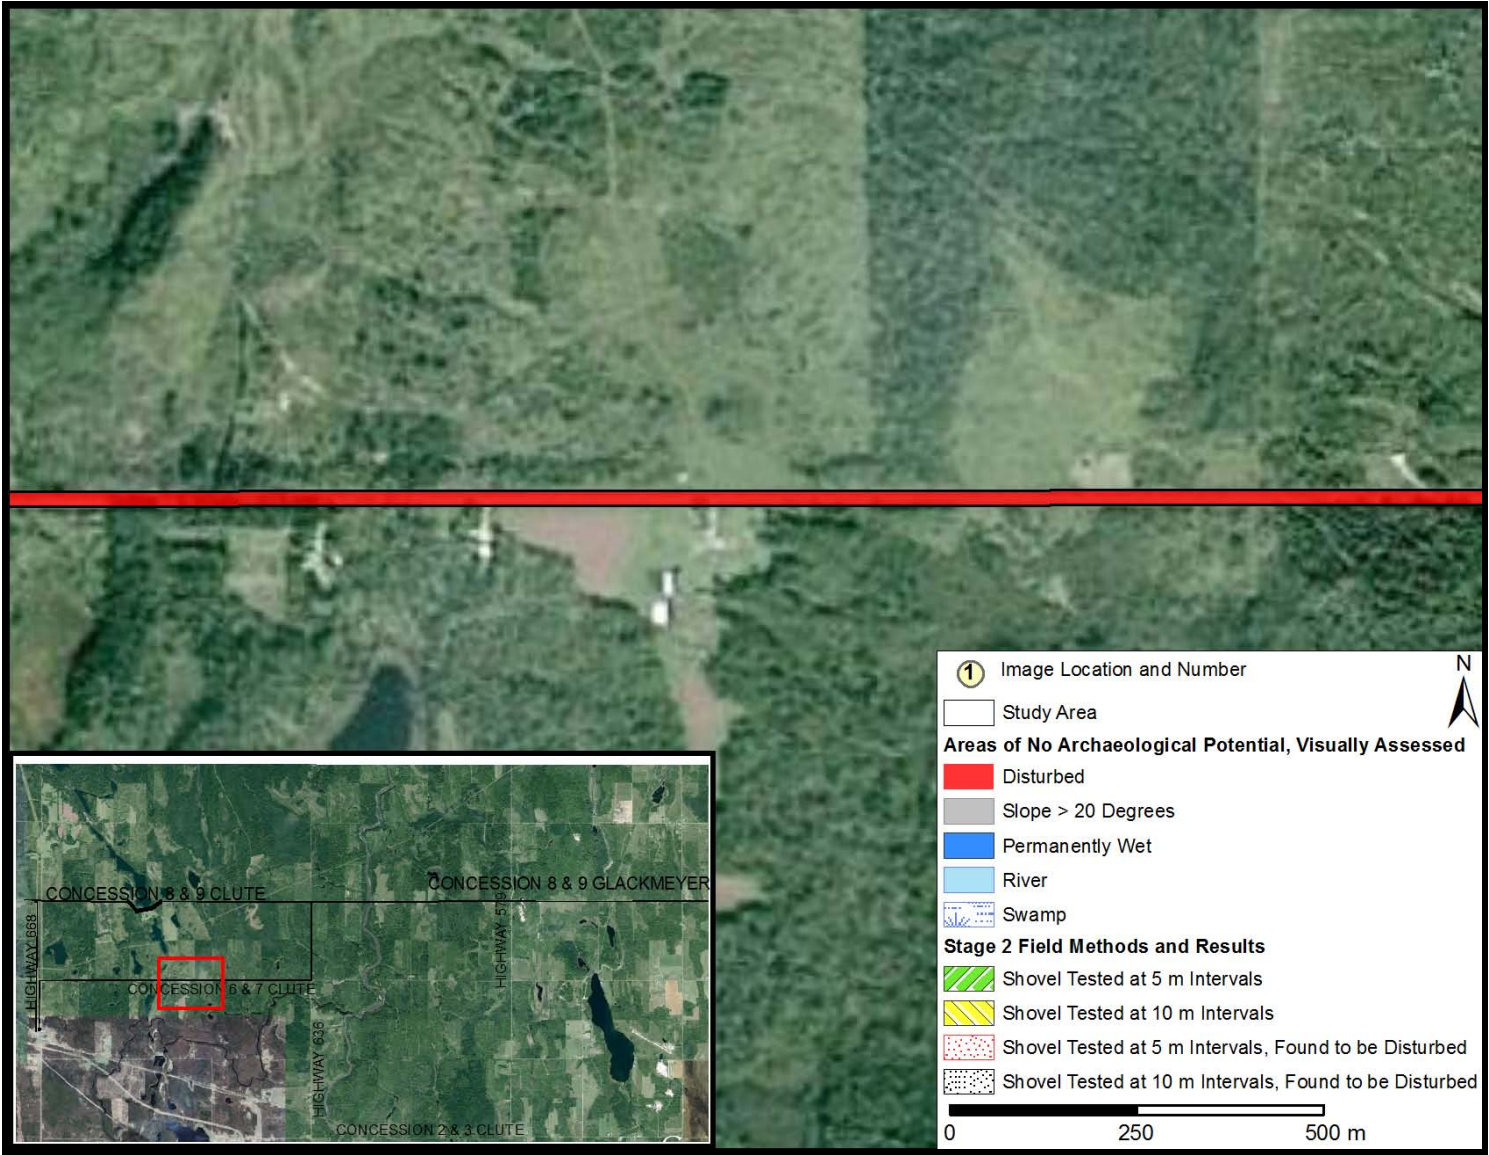 1 Image Location and Number
N
Study Area
Areas of No Archaeological Potential, Visually Assessed
Disturbed
Slope > 20 Degrees
Permanently Wet
River
Swamp
Stage 2 Field Methods and Results
Shovel Tested at 5 m Intervals
Shovel Tested at 10 m Intervals
Shovel Tested at 5 m Intervals, Found to be Disturbed
Shovel Tested at 10 m Intervals, Found to be Disturbed
0 250 500 m
CONCESSION 8 & 9 CLUTE
CONCESSION 8 & 9 GLACKMEYER
HIGHWAY 668
HIGHWAY 579
CONCESSION 6 & 7 CLUTE
HIGHWAY 636
CONCESSION 2 & 3 CLUTE